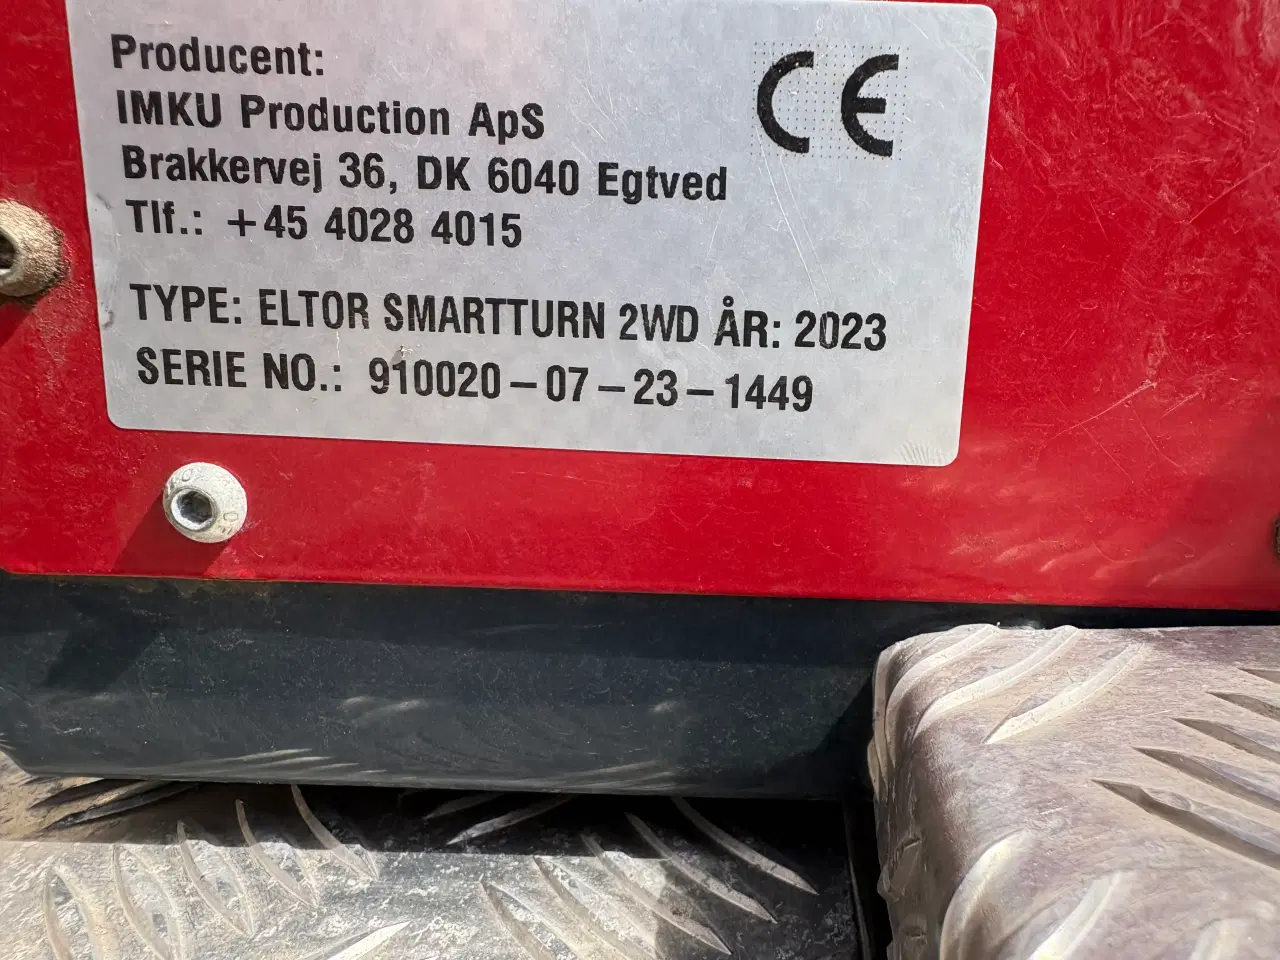 Producent:
IMKU Production ApS
Brakkervej 36, DK 6040 Egtved
Tlf.: +45 4028 4015
CE
TYPE: ELTOR SMARTTURN 2WD ÅR: 2023
SERIE NO.: 910020-07-23-1449